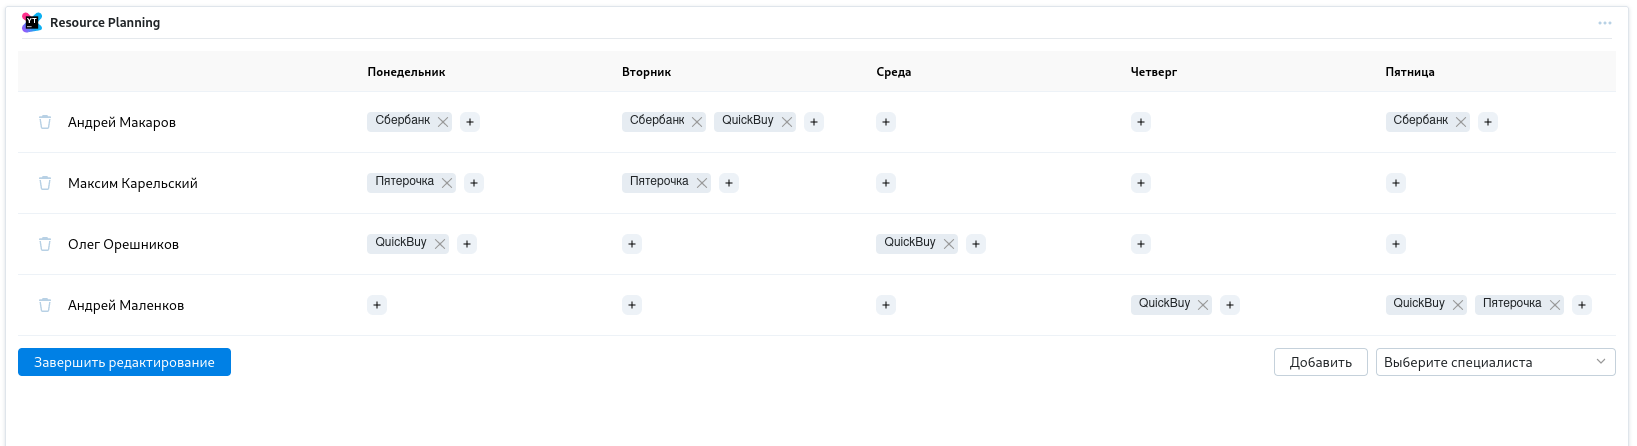 YT Resource Planning
Понедельник Вторник Среда Четверг Пятница
Андрей Макаров Сбербанк + Сбербанк QuickBuy + + + Сбербанк +
Максим Карельский Пятерочка + Пятерочка + + + +
Олег Орешников QuickBuy + + QuickBuy + + +
Андрей Маленков + + + QuickBuy + QuickBuy Пятерочка +
Завершить редактирование Добавить Выберите специалиста